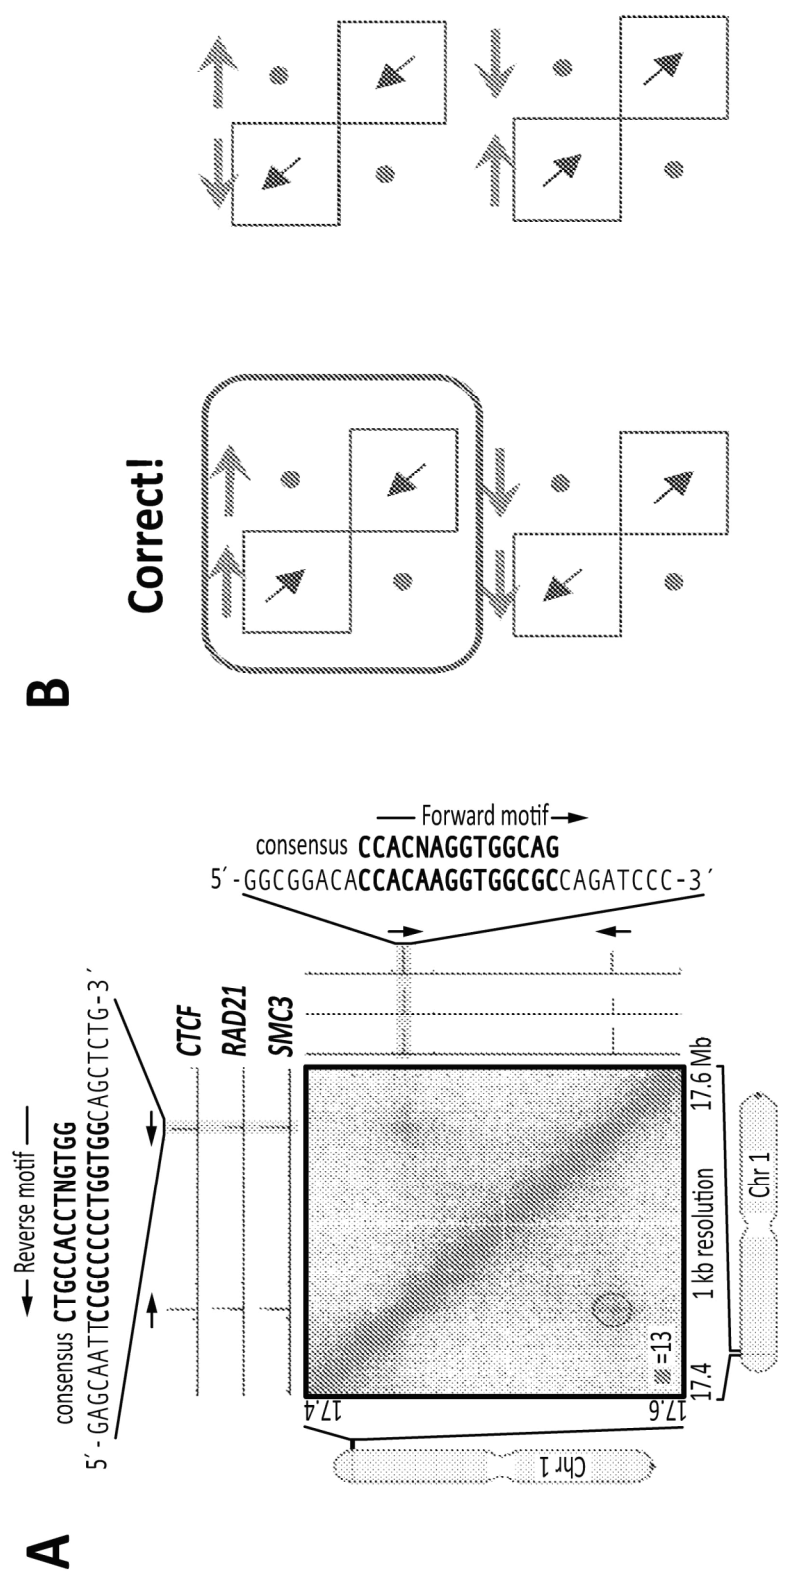 A
← Reverse motif —
consensus CTGCCACCTNGTGG
5′-GAGCAATTCCGCCCCCTGGTGGCAGCTCTG-3′
CTCF
RAD21
SMC3
— Forward motif→
consensus CCACNAGGTGGCAG
5′-GGCGGACACCACAAGGTGGCGCCAGATCCC-3′
17.4
17.6
Chr 1
=13
17.4
1 kb resolution
17.6 Mb
Chr 1
B
Correct!